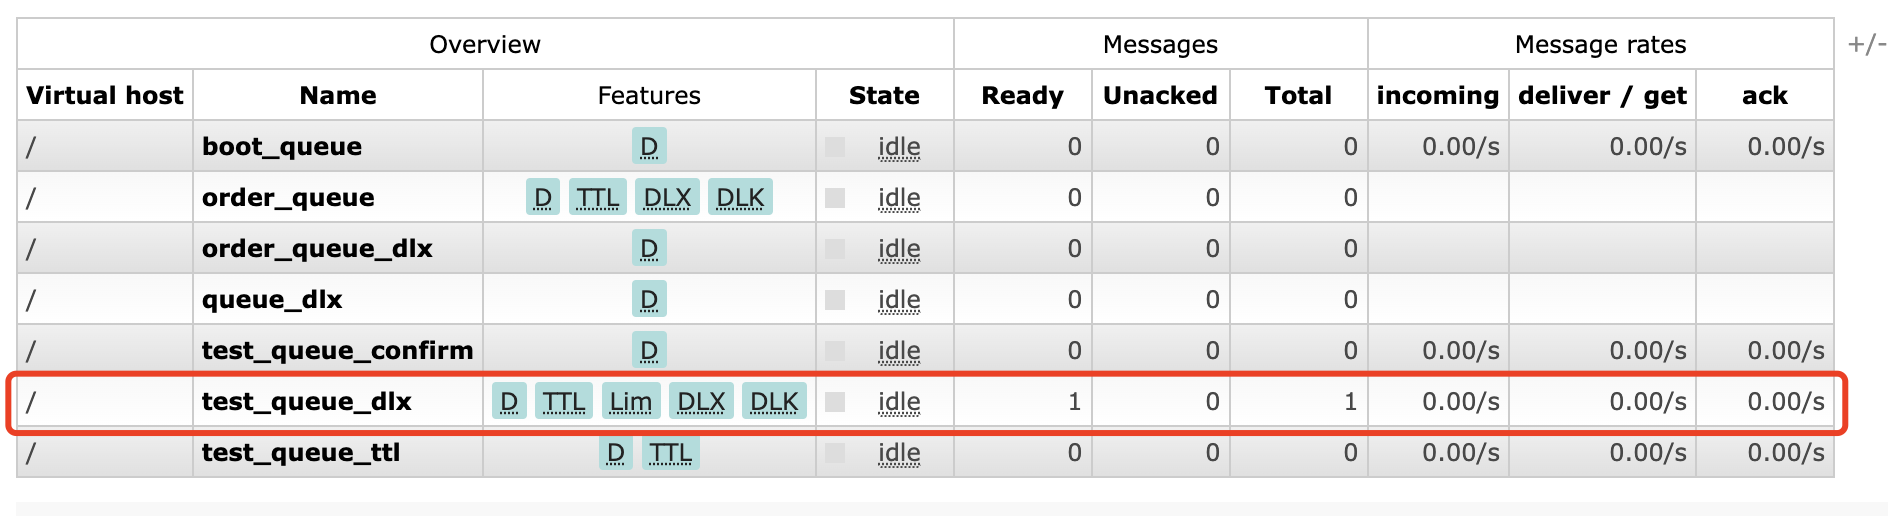 Overview Messages Message rates +/-
Virtual host Name Features State Ready Unacked Total incoming deliver / get ack
/ boot_queue D idle 0 0 0 0.00/s 0.00/s 0.00/s
/ order_queue D TTL DLX DLK idle 0 0 0
/ order_queue_dlx D idle 0 0 0
/ queue_dlx D idle 0 0 0
/ test_queue_confirm D idle 0 0 0 0.00/s 0.00/s 0.00/s
/ test_queue_dlx D TTL Lim DLX DLK idle 1 0 1 0.00/s 0.00/s 0.00/s
/ test_queue_ttl D TTL idle 0 0 0 0.00/s 0.00/s 0.00/s